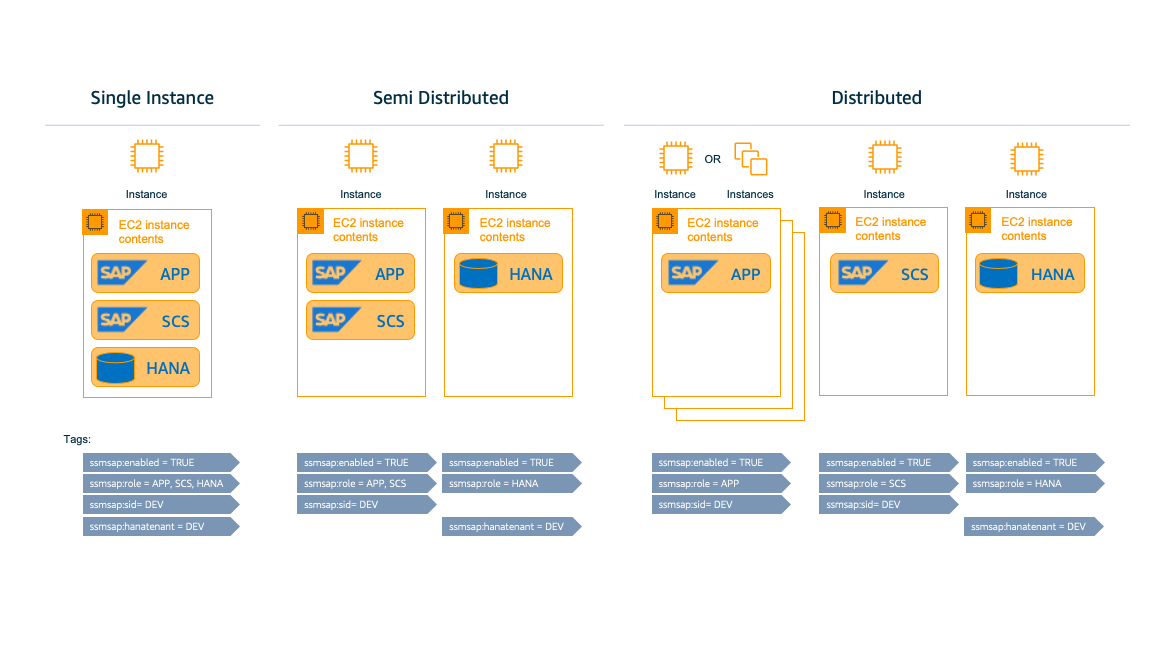 Single Instance
Semi Distributed
Distributed
OR
Instance
Instance
Instance
Instance
Instances
Instance
Instance
EC2 instance
contents
SAP APP
SAP SCS
HANA
EC2 instance
contents
SAP APP
SAP SCS
EC2 instance
contents
HANA
EC2 instance
contents
SAP APP
EC2 instance
contents
SAP SCS
EC2 instance
contents
HANA
Tags:
ssmsap:enabled = TRUE
ssmsap:role = APP, SCS, HANA
ssmsap:sid= DEV
ssmsap:hanatenant = DEV
ssmsap:enabled = TRUE
ssmsap:role = APP, SCS
ssmsap:sid= DEV
ssmsap:enabled = TRUE
ssmsap:role = HANA
ssmsap:hanatenant = DEV
ssmsap:enabled = TRUE
ssmsap:role = APP
ssmsap:sid= DEV
ssmsap:enabled = TRUE
ssmsap:role = SCS
ssmsap:sid= DEV
ssmsap:enabled = TRUE
ssmsap:role = HANA
ssmsap:hanatenant = DEV